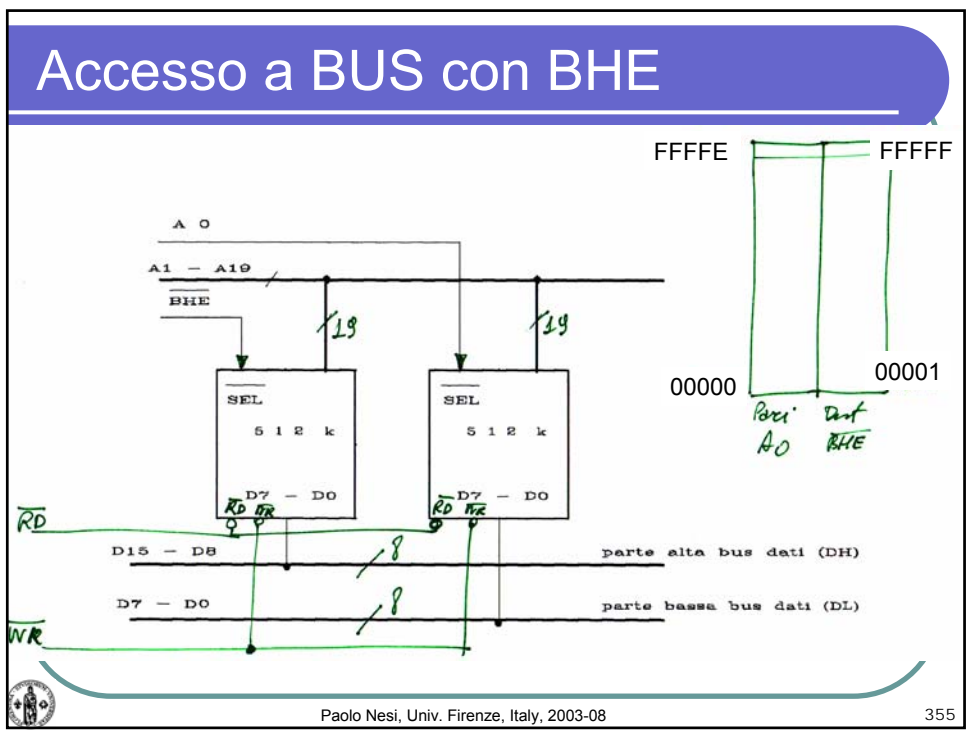 Accesso a BUS con BHE
FFFFE FFFFF
A 0
A1 — A19
BHE
19 19
00000 00001
SEL SEL
5 1 2 k 5 1 2 k
Pari
A0 BHE
D7 — D0 D7 — D0
RD WR RD WR
RD
D15 — D8 8 parte alta bus dati (DH)
D7 — D0 8 parte bassa bus dati (DL)
WR
Paolo Nesi, Univ. Firenze, Italy, 2003-08 355